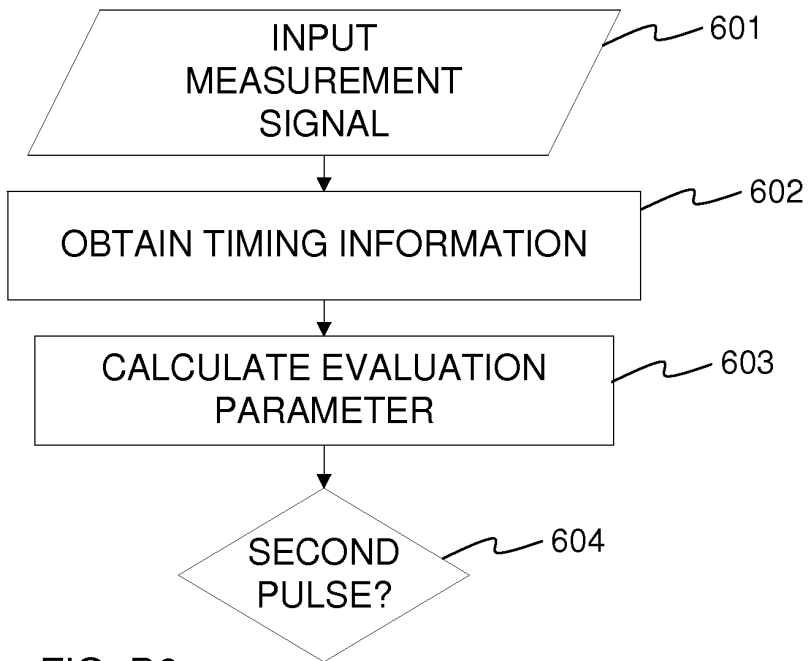 INPUT
MEASUREMENT
SIGNAL
601
OBTAIN TIMING INFORMATION
602
CALCULATE EVALUATION
PARAMETER
603
SECOND
PULSE?
604